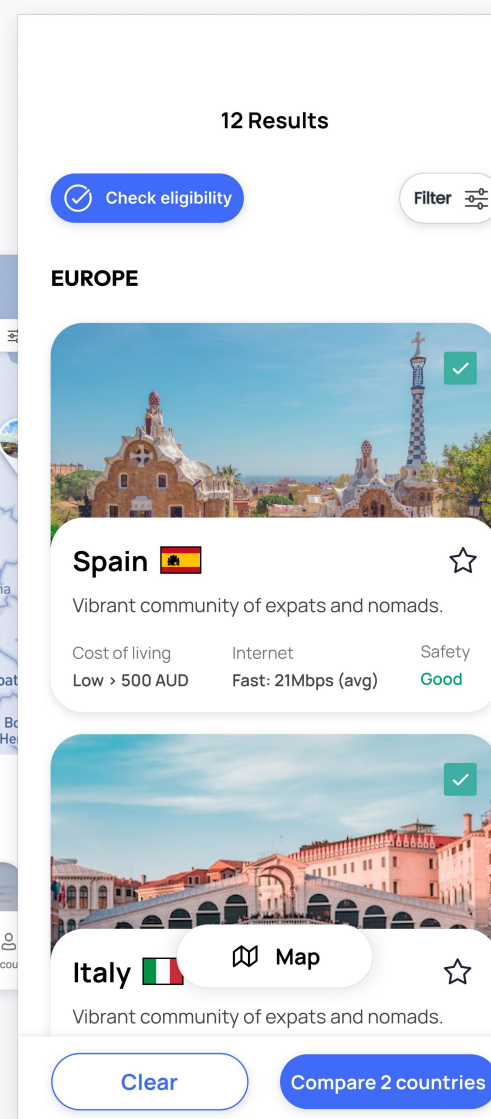 12 Results
Check eligibility
Filter
EUROPE
Spain
Vibrant community of expats and nomads.
Cost of living Internet Safety
Low > 500 AUD Fast: 21Mbps (avg) Good
Map
Italy
Vibrant community of expats and nomads.
Clear Compare 2 countries